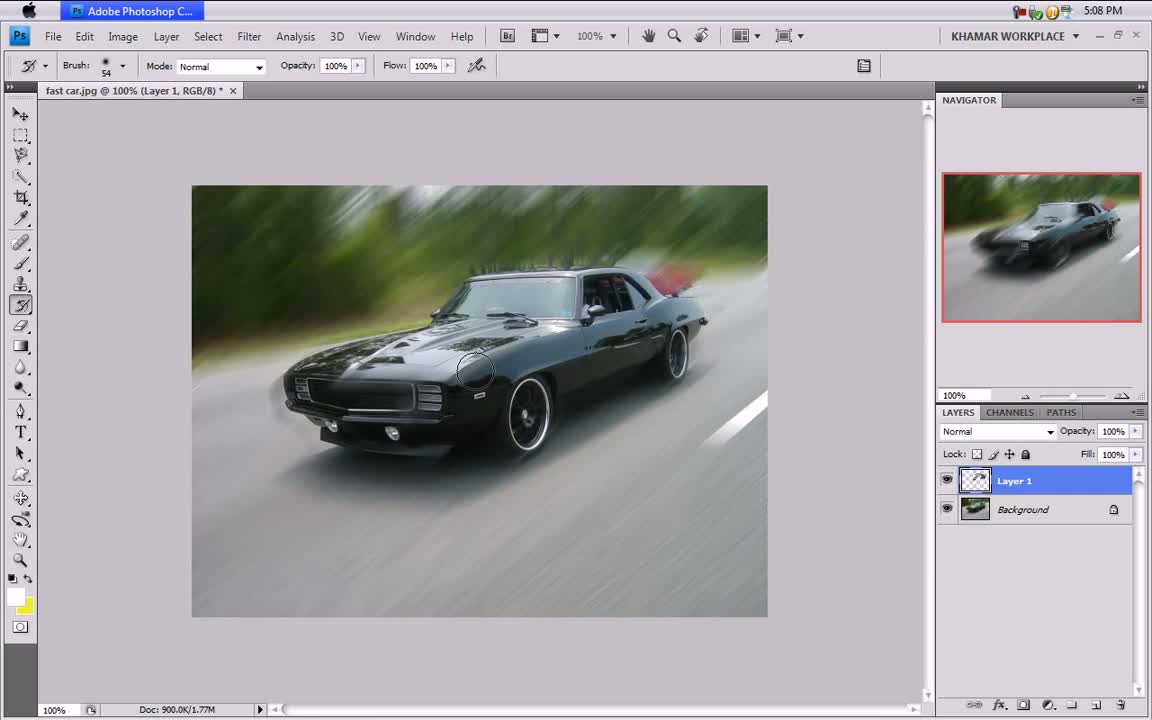 Ps Adobe Photoshop C...
5:08 PM
Ps File Edit Image Layer Select Filter Analysis 3D View Window Help Br 100% KHAMAR WORKPLACE
Brush: 54 Mode: Normal Opacity: 100% Flow: 100%
fast car.jpg @ 100% (Layer 1, RGB/8) *
NAVIGATOR
100%
LAYERS CHANNELS PATHS
Normal Opacity: 100%
Lock: Fill: 100%
Layer 1
Background
T
100% Doc: 900.0K/1.77M
fx